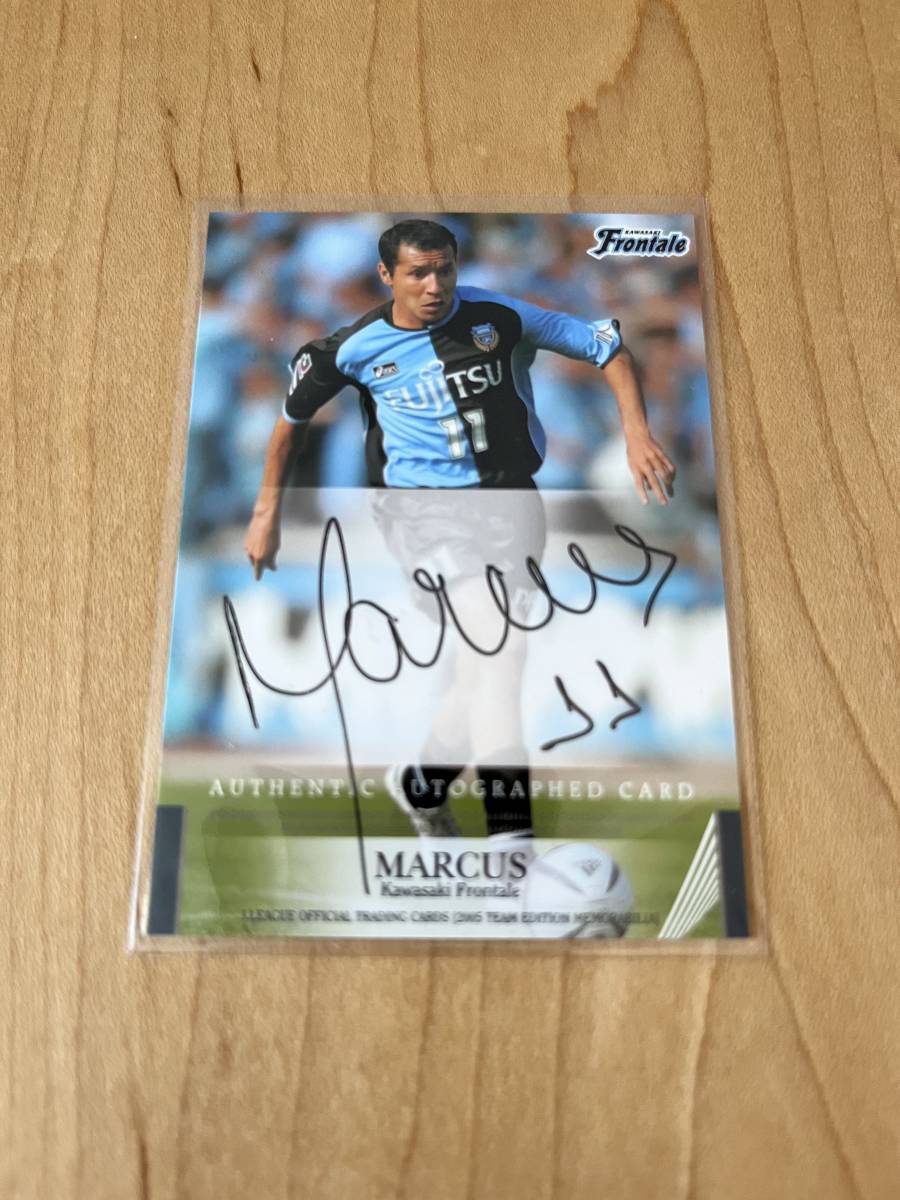 KAWASAKI
Frontale
asics
FUJITSU
11
Marcus
11
AUTHENTIC AUTOGRAPHED CARD
MARCUS
Kawasaki Frontale
J.LEAGUE OFFICIAL TRADING CARDS [2005 TEAM EDITION MEMORABILIA]